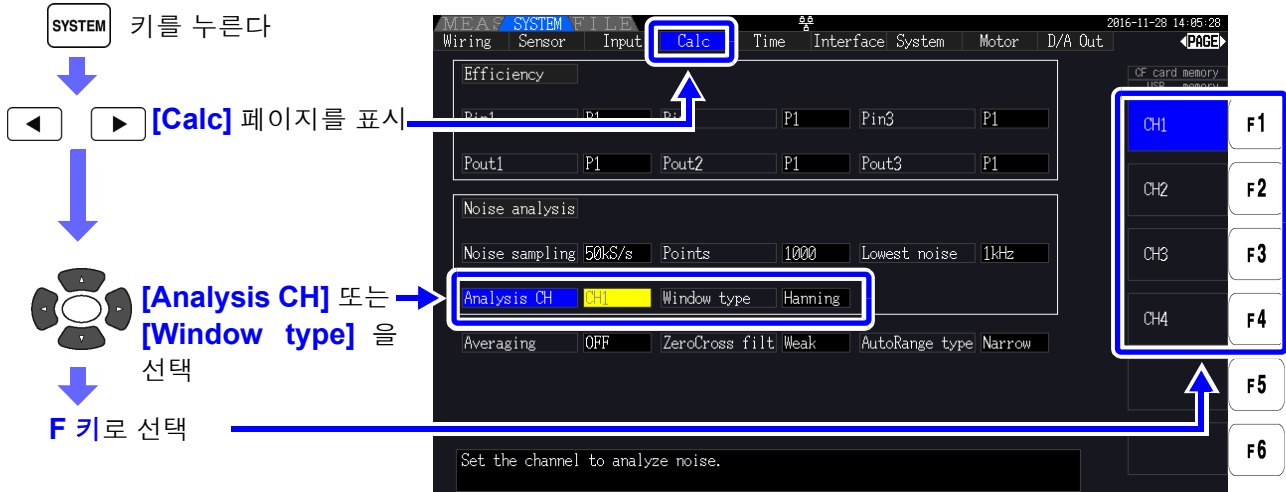 SYSTEM 키를 누른다
[Calc] 페이지를 표시
[Analysis CH] 또는
[Window type] 을
선택
F 키로 선택
MEAS SYSTEM FILE 2016-11-28 14:05:28
Wiring Sensor Input Calc Time Interface System Motor D/A Out PAGE
CF card memory
USB memory
Efficiency
Pin1 P1 P1 Pin3 P1
Pout1 P1 Pout2 P1 Pout3 P1
Noise analysis
Noise sampling 50kS/s Points 1000 Lowest noise 1kHz
Analysis CH CH1 Window type Hanning
Averaging OFF ZeroCross filt Weak AutoRange type Narrow
Set the channel to analyze noise.
CH1 F1
CH2 F2
CH3 F3
CH4 F4
F5
F6